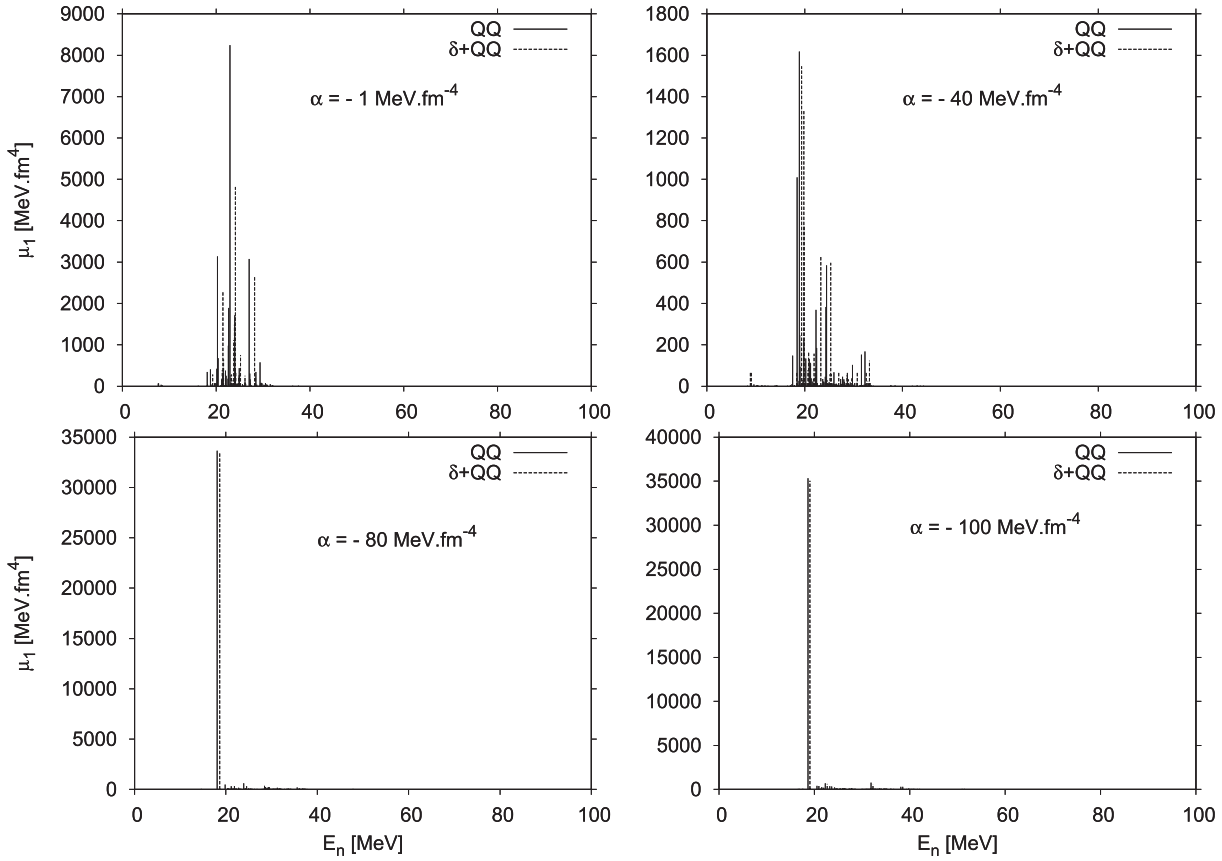 9000
8000
7000
6000
5000
4000
3000
2000
1000
0
μ1 [MeV.fm4]
QQ
δ+QQ
α = - 1 MeV.fm-4
0 20 40 60 80 100
1800
1600
1400
1200
1000
800
600
400
200
0
QQ
δ+QQ
α = - 40 MeV.fm-4
0 20 40 60 80 100
35000
30000
25000
20000
15000
10000
5000
0
μ1 [MeV.fm4]
QQ
δ+QQ
α = - 80 MeV.fm-4
0 20 40 60 80 100
En [MeV]
40000
35000
30000
25000
20000
15000
10000
5000
0
QQ
δ+QQ
α = - 100 MeV.fm-4
0 20 40 60 80 100
En [MeV]